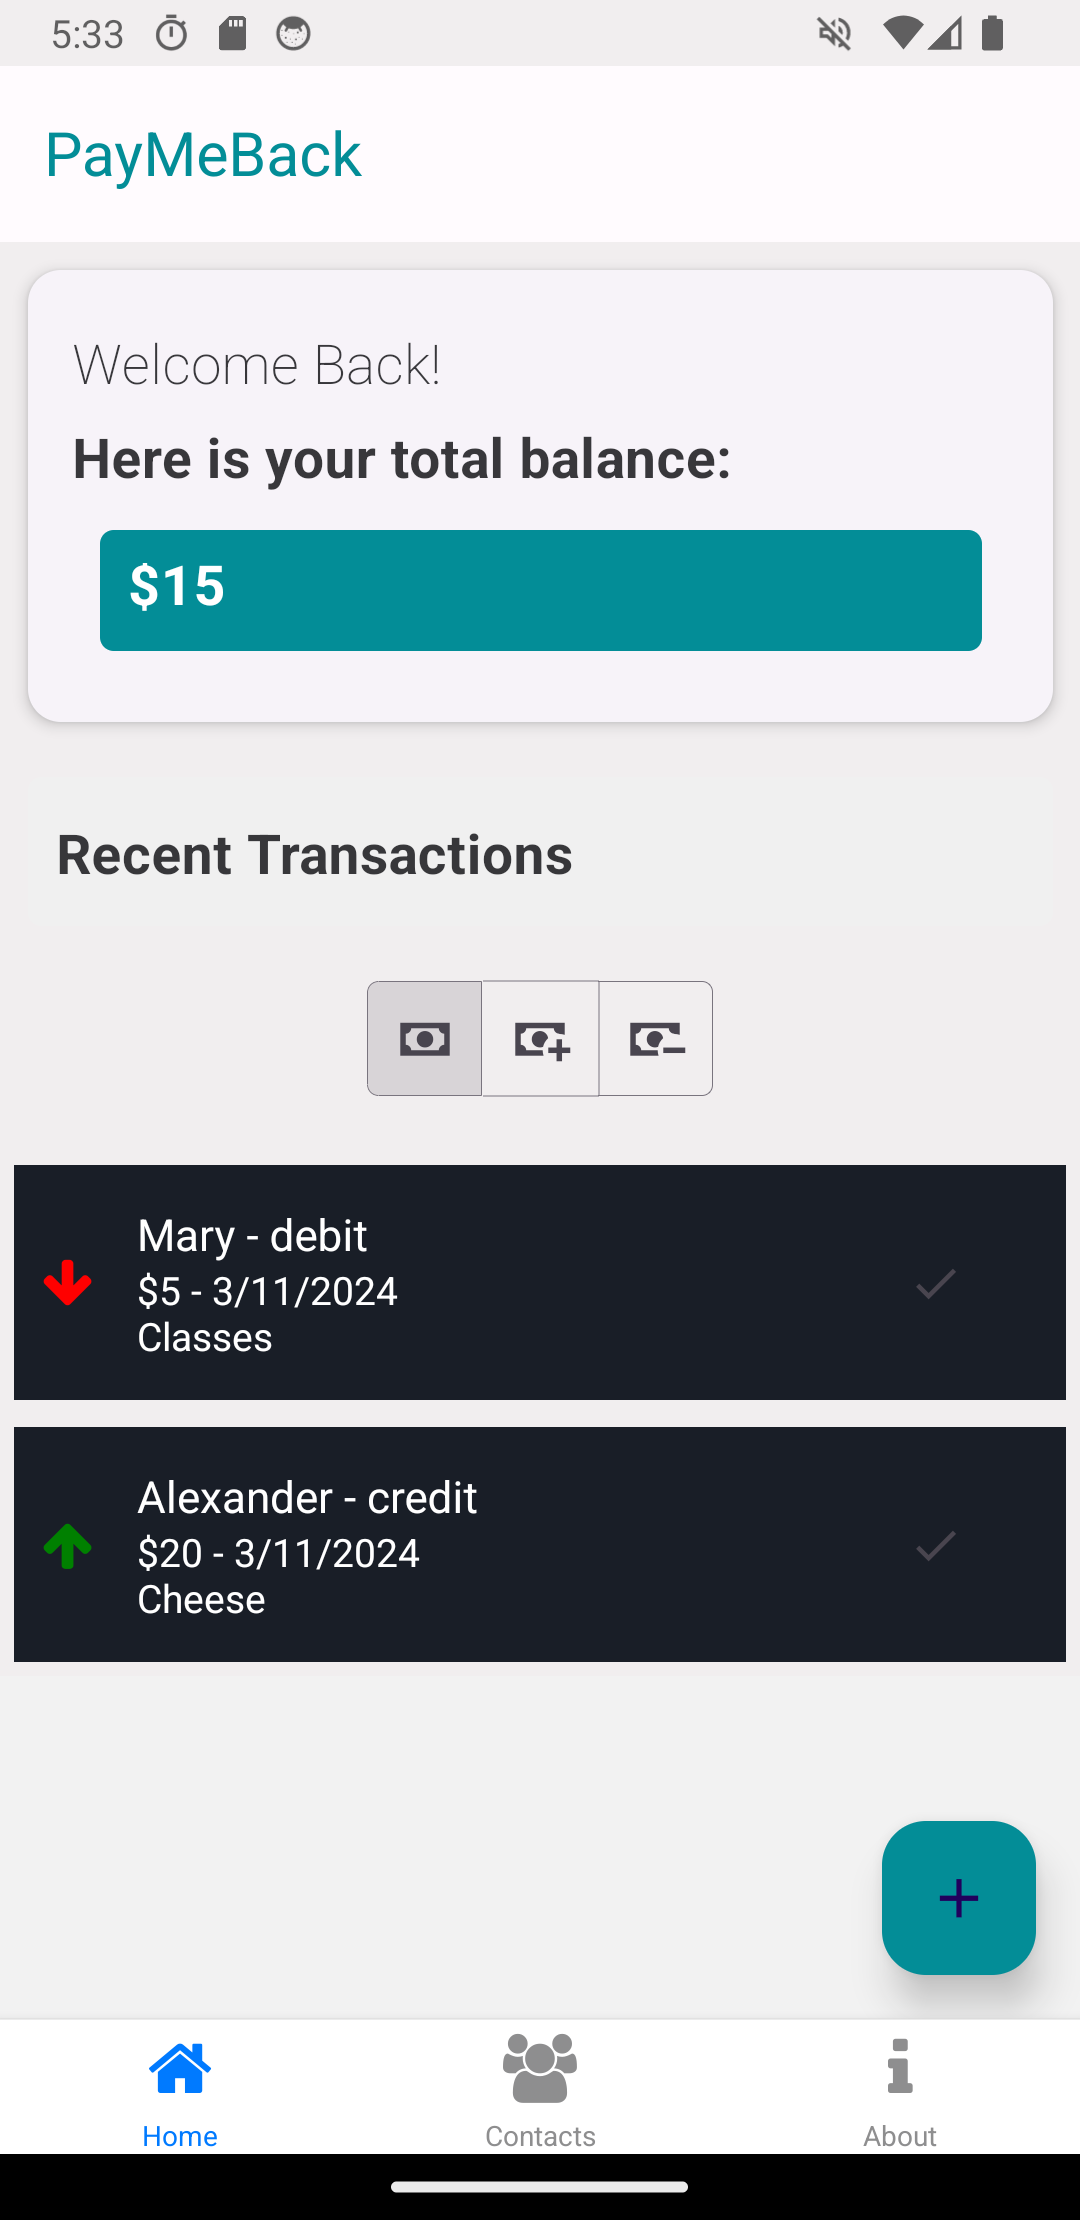 5:33
PayMeBack
Welcome Back!
Here is your total balance:
$15
Recent Transactions
Mary - debit
$5 - 3/11/2024
Classes
Alexander - credit
$20 - 3/11/2024
Cheese
Home
Contacts
About